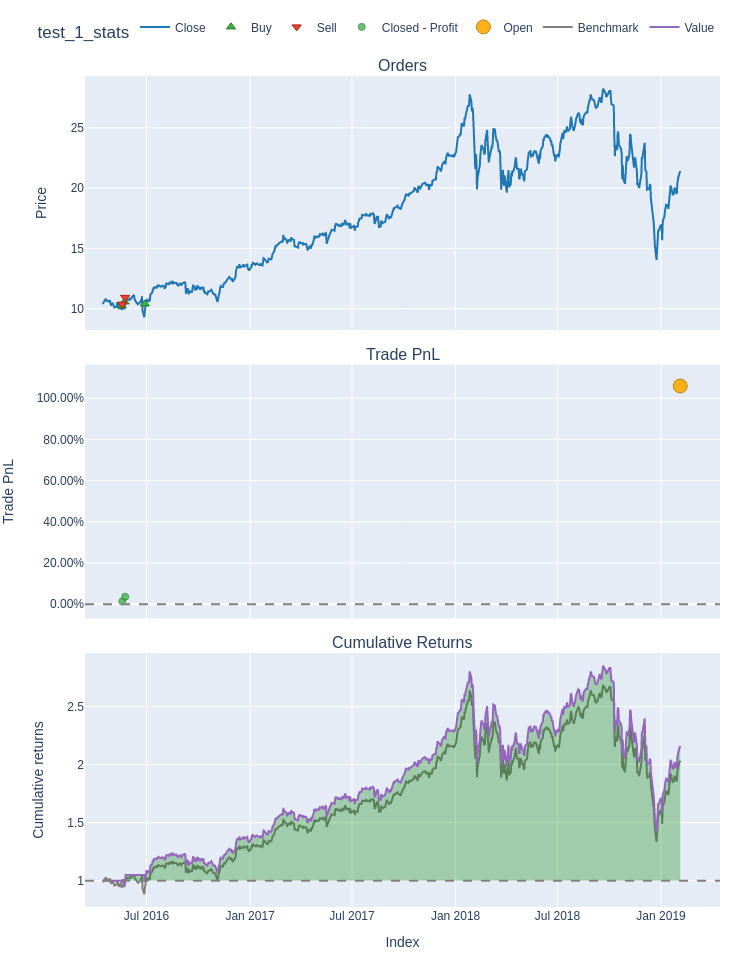 test_1_stats
Close Buy Sell Closed - Profit Open Benchmark Value
Orders
Price
25
20
15
10
Trade PnL
Trade PnL
100.00%
80.00%
60.00%
40.00%
20.00%
0.00%
Cumulative Returns
Cumulative returns
2.5
2
1.5
1
Jul 2016 Jan 2017 Jul 2017 Jan 2018 Jul 2018 Jan 2019
Index